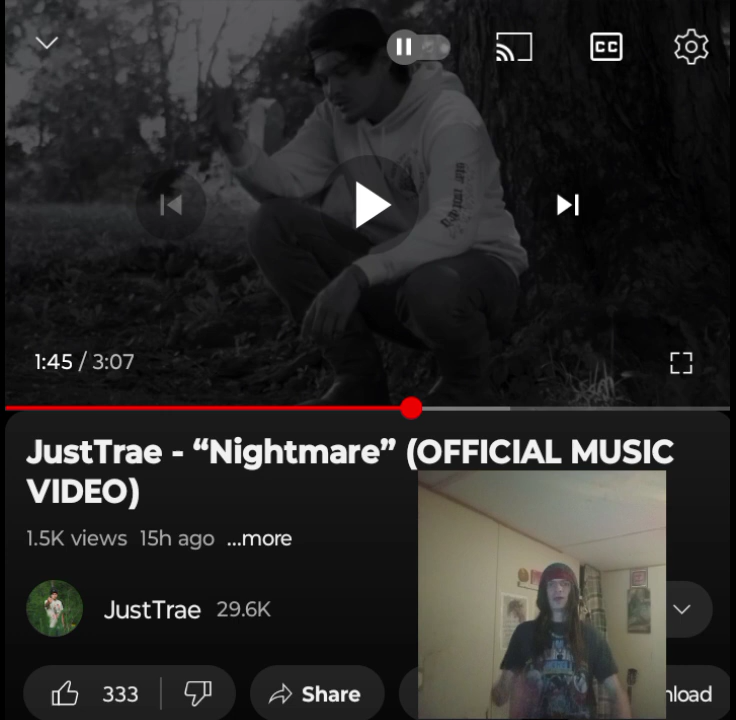 CC
1:45 / 3:07
JustTrae - “Nightmare” (OFFICIAL MUSIC
VIDEO)
1.5K views 15h ago ...more
JustTrae 29.6K
333 Share nload